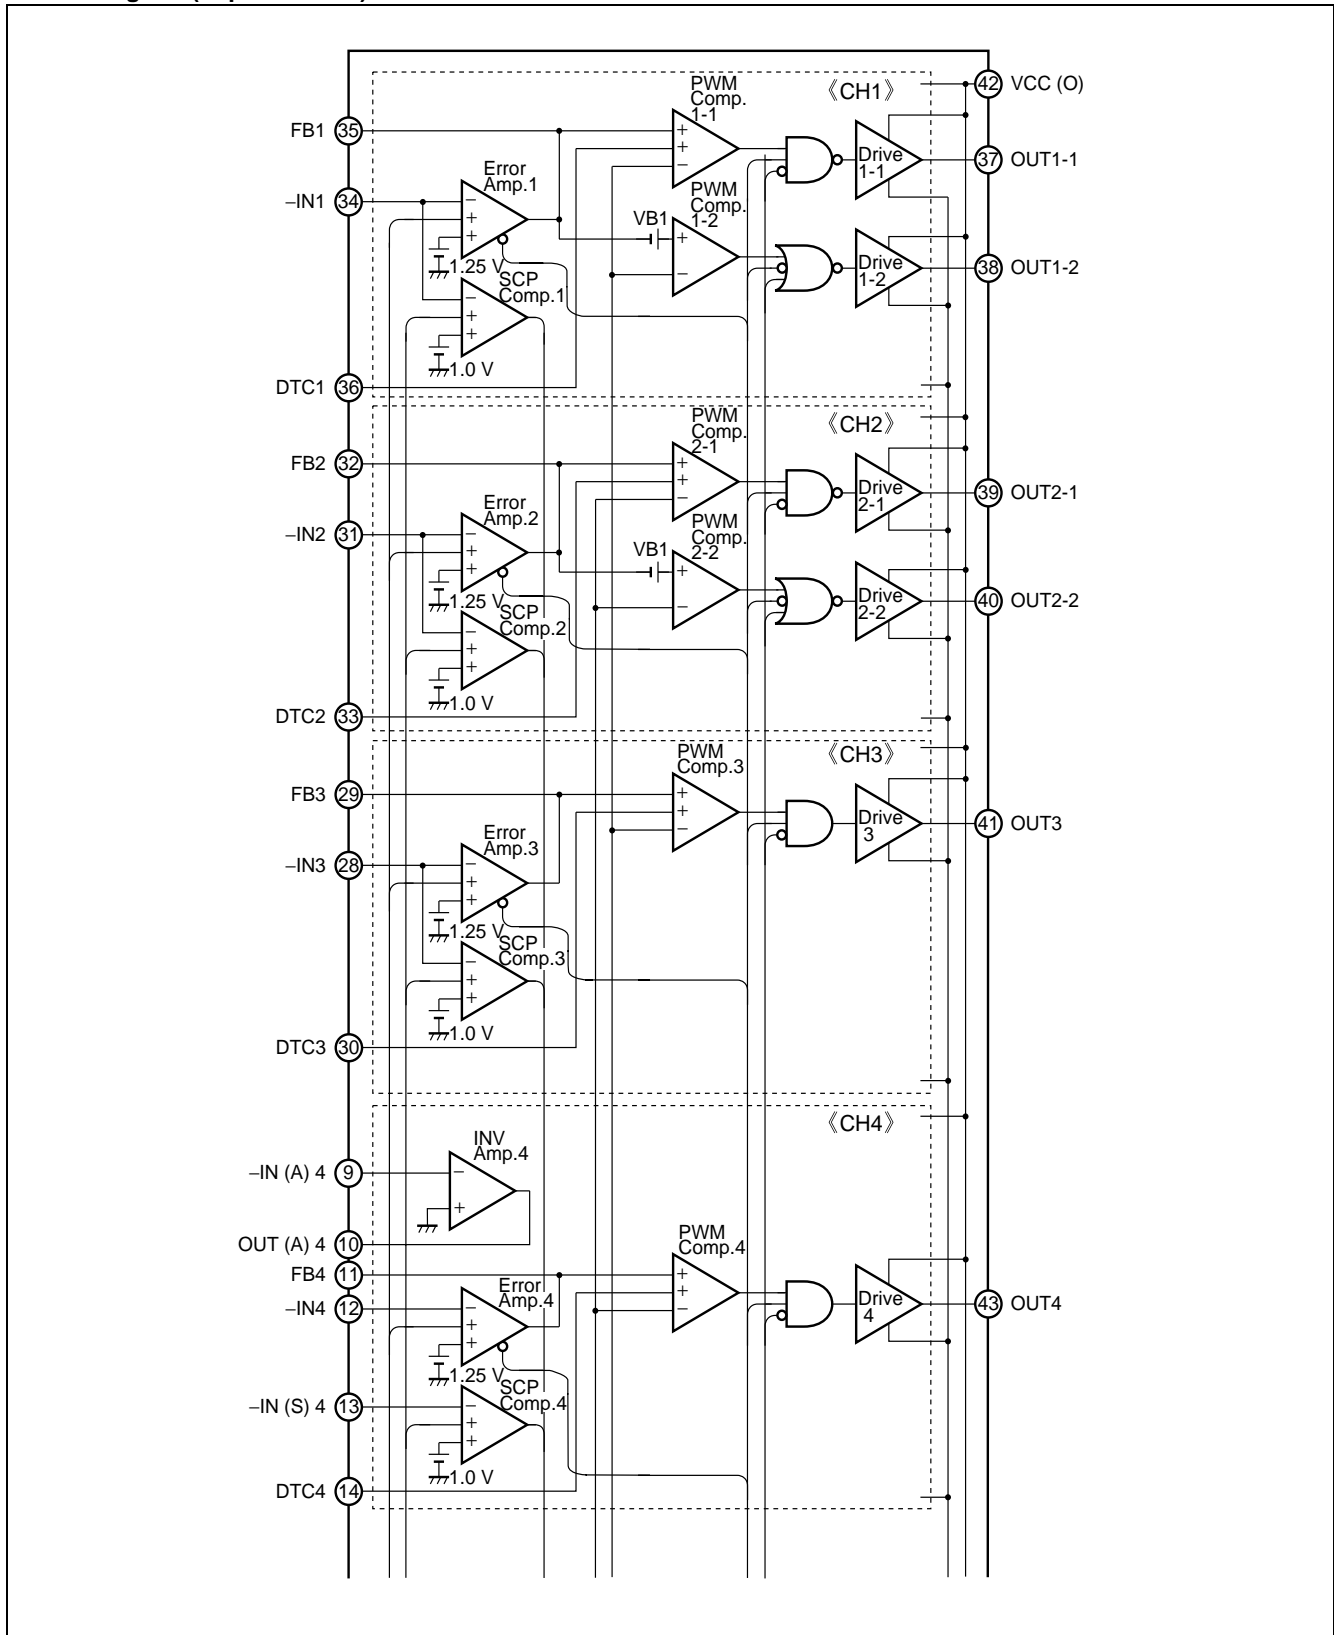 PWM
Comp.
1-1
《CH1》
42 VCC (O)
FB1 35
+
+
−
Drive
1-1
37 OUT1-1
Error
Amp.1
PWM
Comp.
1-2
−IN1 34
−
+
+
VB1
+
−
Drive
1-2
38 OUT1-2
1.25 V
SCP
Comp.1
−
+
+
1.0 V
DTC1 36
PWM
Comp.
2-1
《CH2》
FB2 32
+
+
−
Drive
2-1
39 OUT2-1
Error
Amp.2
PWM
Comp.
2-2
−IN2 31
−
+
+
VB1
+
−
Drive
2-2
40 OUT2-2
1.25 V
SCP
Comp.2
−
+
+
1.0 V
DTC2 33
PWM
Comp.3
《CH3》
FB3 29
+
+
−
Drive
3
41 OUT3
Error
Amp.3
−IN3 28
−
+
+
1.25 V
SCP
Comp.3
−
+
+
1.0 V
DTC3 30
《CH4》
INV
Amp.4
−IN (A) 4 9
−
+
OUT (A) 4 10
PWM
Comp.4
FB4 11
+
+
−
Drive
4
43 OUT4
Error
Amp.4
−IN4 12
−
+
+
1.25 V
SCP
Comp.4
−IN (S) 4 13
−
+
+
1.0 V
DTC4 14